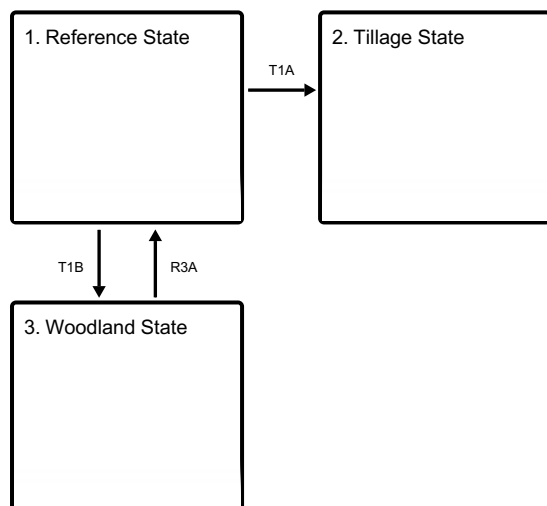 1. Reference State
2. Tillage State
T1A
T1B
R3A
3. Woodland State